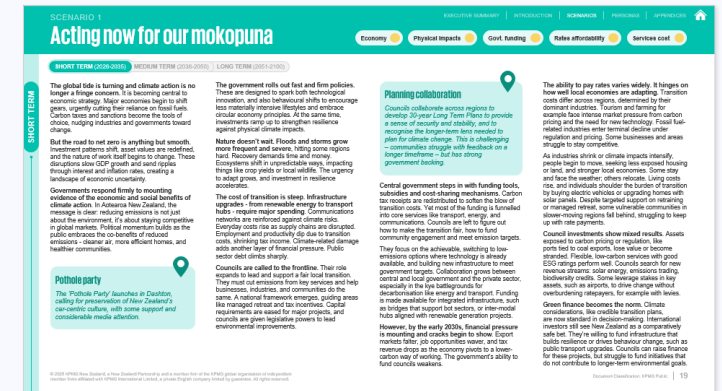 SCENARIO 1
EXECUTIVE SUMMARY | INTRODUCTION | SCENARIOS | PERSONAS | APPENDICES
Acting now for our mokopuna
Economy
Physical impacts
Govt. funding
Rates affordability
Services cost
SHORT TERM (2026-2035) MEDIUM TERM (2036-2050) LONG TERM (2051-2100)
SHORT TERM
The global tide is turning and climate action is no
longer a fringe concern. It is becoming central to
economic strategy. Major economies begin to shift
gears, urgently cutting their reliance on fossil fuels.
Carbon taxes and sanctions become the tools of
choice, nudging industries and governments toward
change.
But the road to net zero is anything but smooth.
Investment patterns shift, asset values are redefined,
and the nature of work itself begins to change. These
disruptions slow GDP growth and send ripples
through interest and inflation rates, creating a
landscape of economic uncertainty.
Governments respond firmly to mounting
evidence of the economic and social benefits of
climate action. In Aotearoa New Zealand, the
message is clear: reducing emissions is not just
about the environment, it's about staying competitive
in global markets. Political momentum builds as the
public embraces the co-benefits of reduced
emissions - cleaner air, more efficient homes, and
healthier communities.
Pothole party
The 'Pothole Party' launches in Dashton,
calling for preservation of New Zealand's
car-centric culture, with some support and
considerable media attention.
The government rolls out fast and firm policies.
These are designed to spark both technological
innovation, and also behavioural shifts to encourage
less materially intensive lifestyles and embrace
circular economy principles. At the same time,
investments ramp up to strengthen resilience
against physical climate impacts.
Nature doesn't wait. Floods and storms grow
more frequent and severe, hitting some regions
hard. Recovery demands time and money.
Ecosystems shift in unpredictable ways, impacting
things like crop yields or local wildlife. The urgency
to adapt grows, and investment in resilience
accelerates.
The cost of transition is steep. Infrastructure
upgrades - from renewable energy to transport
hubs - require major spending. Communications
networks are reinforced against climate risks.
Everyday costs rise as supply chains are disrupted.
Employment and productivity dip due to transition
costs, shrinking tax income. Climate-related damage
adds another layer of financial pressure. Public
sector debt climbs sharply.
Councils are called to the frontline. Their role
expands to lead and support a fair local transition.
They must cut emissions from key services and help
businesses, industries, and communities do the
same. A national framework emerges, guiding areas
like managed retreat and tax incentives. Capital
requirements are eased for major projects, and
councils are given legislative powers to lead
environmental improvements.
Planning collaboration
Councils collaborate across regions to
develop 30-year Long Term Plans to provide
a sense of security and stability, and to
recognise the longer-term lens needed to
plan for climate change. This is challenging
– communities struggle with feedback on a
longer timeframe – but has strong
government backing.
Central government steps in with funding tools,
subsidies and cost-sharing mechanisms. Carbon
tax receipts are redistributed to soften the blow of
transition costs. Yet most of the funding is funnelled
into core services like transport, energy, and
communications. Councils are left to figure out
how to make the transition fair, how to fund
community engagement and meet emission targets.
They focus on the achievable, switching to low-
emissions options where technology is already
available, and building new infrastructure to meet
government targets. Collaboration grows between
central and local government and the private sector,
especially in the key battlegrounds for
decarbonisation like energy and transport. Funding
is made available for integrated infrastructure, such
as bridges that support bot sectors, or inter-modal
hubs aligned with renewable generation projects.
However, by the early 2030s, financial pressure
is mounting and cracks begin to show. Export
markets falter, job opportunities waver, and tax
revenue drops as the economy pivots to a lower-
carbon way of working. The government's ability to
fund councils weakens.
The ability to pay rates varies widely. It hinges on
how well local economies are adapting. Transition
costs differ across regions, determined by their
dominant industries. Tourism and farming for
example face intense market pressure from carbon
pricing and the need for new technology. Fossil fuel-
related industries enter terminal decline under
regulation and pricing. Some businesses and areas
struggle to stay competitive.
As industries shrink or climate impacts intensify,
people begin to move, seeking less exposed housing
or land, and stronger local economies. Some stay
and face the weather; others relocate. Living costs
rise, and individuals shoulder the burden of transition
by buying electric vehicles or upgrading homes with
solar panels. Despite targeted support on retraining
or managed retreat, some vulnerable communities in
slower-moving regions fall behind, struggling to keep
up with rate payments.
Council investments show mixed results. Assets
exposed to carbon pricing or regulation, like
ports tied to coal exports, lose value or become
stranded. Flexible, low-carbon services with good
ESG ratings perform well. Councils search for new
revenue streams: solar energy, emissions trading,
biodiversity credits. Some leverage stakes in key
assets, such as airports, to drive change without
overburdening ratepayers, for example with levies.
Green finance becomes the norm. Climate
considerations, like credible transition plans,
are now standard in decision-making. International
investors still see New Zealand as a comparatively
safe bet. They're willing to fund infrastructure that
builds resilience or drives behaviour change, such as
public transport upgrades. Councils can raise finance
for these projects, but struggle to fund initiatives that
do not contribute to longer-term environmental goals.
© 2025 KPMG New Zealand, a New Zealand Partnership and a member firm of the KPMG global organisation of independent
member firms affiliated with KPMG International Limited, a private English company limited by guarantee. All rights reserved.
Document Classification: KPMG Public | 19